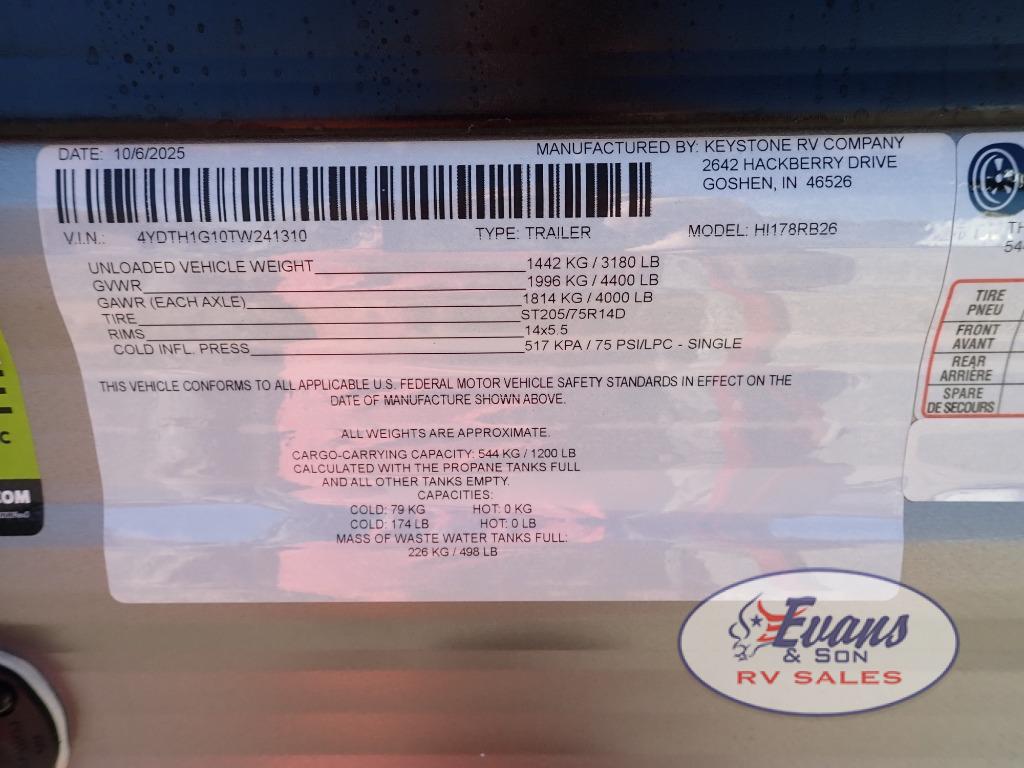 DATE: 10/6/2025
MANUFACTURED BY: KEYSTONE RV COMPANY
2642 HACKBERRY DRIVE
GOSHEN, IN 46526
V.I.N.: 4YDTH1G10TW241310 TYPE: TRAILER MODEL: HI178RB26
UNLOADED VEHICLE WEIGHT 1442 KG / 3180 LB
GVWR 1996 KG / 4400 LB
GAWR (EACH AXLE) 1814 KG / 4000 LB
TIRE ST205/75R14D
RIMS 14x5.5
COLD INFL. PRESS 517 KPA / 75 PSI/LPC - SINGLE
THIS VEHICLE CONFORMS TO ALL APPLICABLE U.S. FEDERAL MOTOR VEHICLE SAFETY STANDARDS IN EFFECT ON THE
DATE OF MANUFACTURE SHOWN ABOVE.
ALL WEIGHTS ARE APPROXIMATE.
CARGO-CARRYING CAPACITY: 544 KG / 1200 LB
CALCULATED WITH THE PROPANE TANKS FULL
AND ALL OTHER TANKS EMPTY.
CAPACITIES:
COLD: 79 KG HOT: 0 KG
COLD: 174 LB HOT: 0 LB
MASS OF WASTE WATER TANKS FULL:
226 KG / 498 LB
TH
54
TIRE
PNEU
FRONT
AVANT
REAR
ARRIÈRE
SPARE
DE SECOURS
C
COM
Evans
& SON
RV SALES